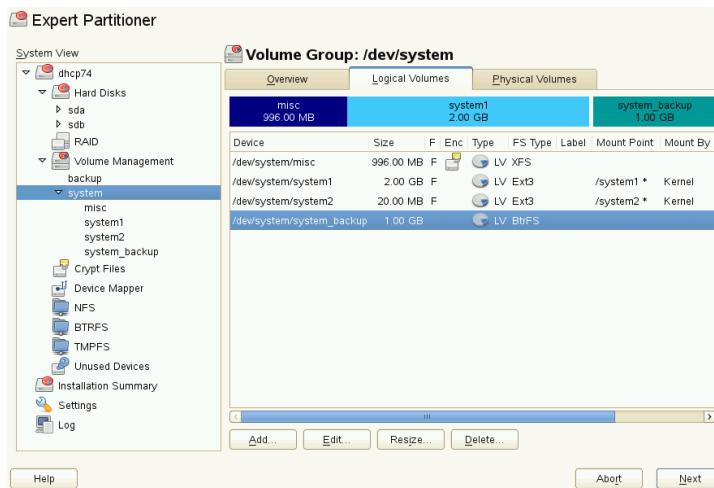 Expert Partitioner
System View
dhcp74
Hard Disks
sda
sdb
RAID
Volume Management
backup
system
misc
system1
system2
system_backup
Crypt Files
Device Mapper
NFS
BTRFS
TMPFS
Unused Devices
Installation Summary
Settings
Log
Volume Group: /dev/system
Overview Logical Volumes Physical Volumes
misc system1 system_backup
996.00 MB 2.00 GB 1.00 GB
Device Size F Enc Type FS Type Label Mount Point Mount By
/dev/system/misc 996.00 MB F LV XFS
/dev/system/system1 2.00 GB F LV Ext3 /system1 * Kernel
/dev/system/system2 20.00 MB F LV Ext3 /system2 * Kernel
/dev/system/system_backup 1.00 GB LV BtrFS
Add... Edit... Resize... Delete...
Help Abort Next